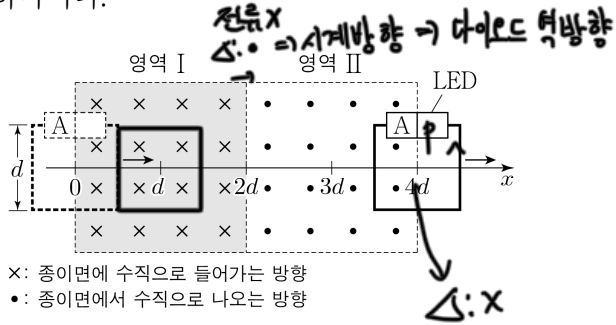 전류 X
△: • ⇒ 시계방향 ⇒ 다이오드 역방향
→
영역 Ⅰ 영역 Ⅱ
LED
A A p n
d
0 d 2d 3d 4d x
×: 종이면에 수직으로 들어가는 방향
•: 종이면에서 수직으로 나오는 방향
△: X